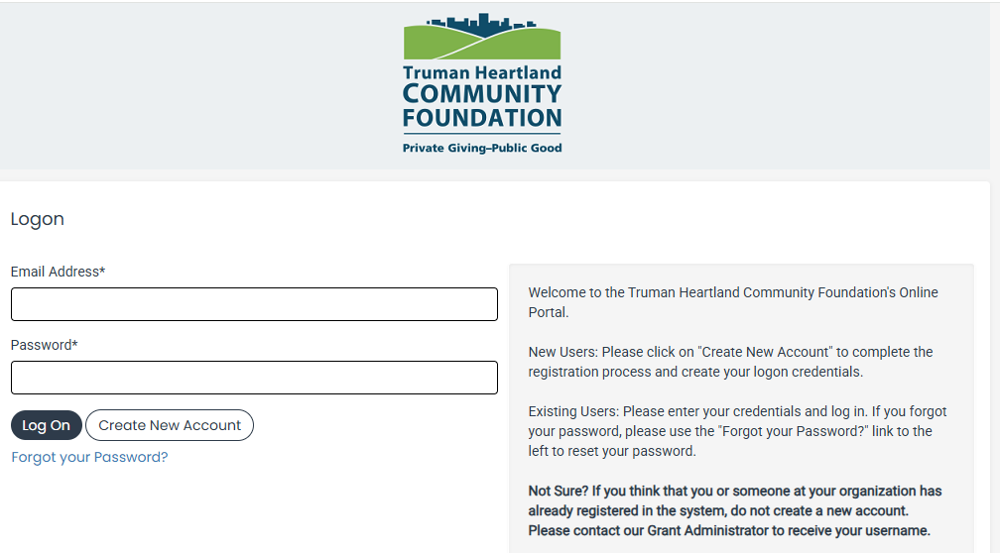 Truman Heartland
COMMUNITY
FOUNDATION
Private Giving–Public Good
Logon
Email Address*
Password*
Log On
Create New Account
Forgot your Password?
Welcome to the Truman Heartland Community Foundation's Online
Portal.
New Users: Please click on "Create New Account" to complete the
registration process and create your logon credentials.
Existing Users: Please enter your credentials and log in. If you forgot
your password, please use the "Forgot your Password?" link to the
left to reset your password.
Not Sure? If you think that you or someone at your organization has
already registered in the system, do not create a new account.
Please contact our Grant Administrator to receive your username.